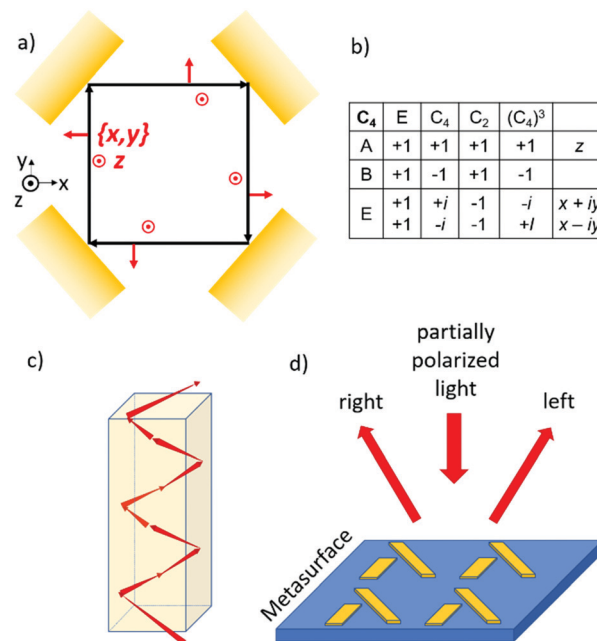 a)
{x,y}
z
y
x
z
b)
C4 E C4 C2 (C4)3
A +1 +1 +1 +1 z
B +1 -1 +1 -1
E +1 +i -1 -i x + iy
+1 -i -1 +I x – iy
c)
d)
partially
polarized
light
right
left
Metasurface